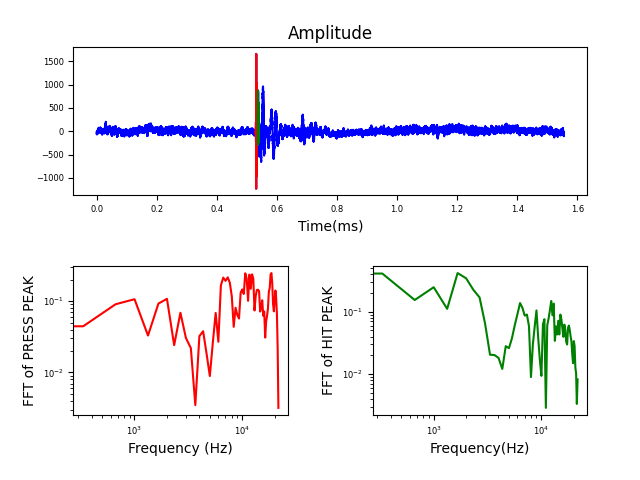 Amplitude
1500
1000
500
0
−500
−1000
0.0 0.2 0.4 0.6 0.8 1.0 1.2 1.4 1.6
Time(ms)
FFT of PRESS PEAK
10⁻¹
10⁻²
10³ 10⁴
Frequency (Hz)
FFT of HIT PEAK
10⁻¹
10⁻²
10³ 10⁴
Frequency(Hz)